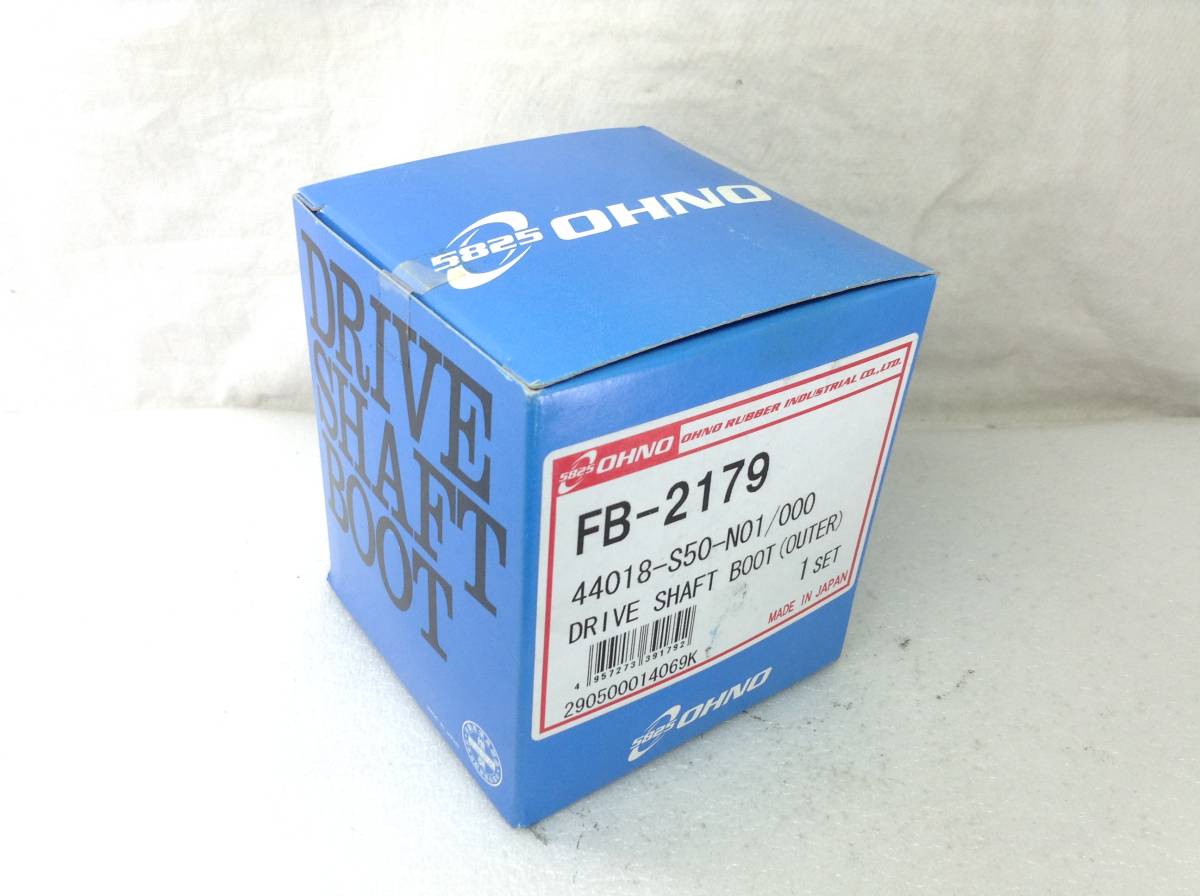 5825 OHNO
DRIVE
SHAFT
BOOT
5825 OHNO OHNO RUBBER INDUSTRIAL CO.,LTD.
FB-2179
44018-S50-N01/000
DRIVE SHAFT BOOT(OUTER)
1 SET
MADE IN JAPAN
4 957273 391792
290500014069K
5825 OHNO